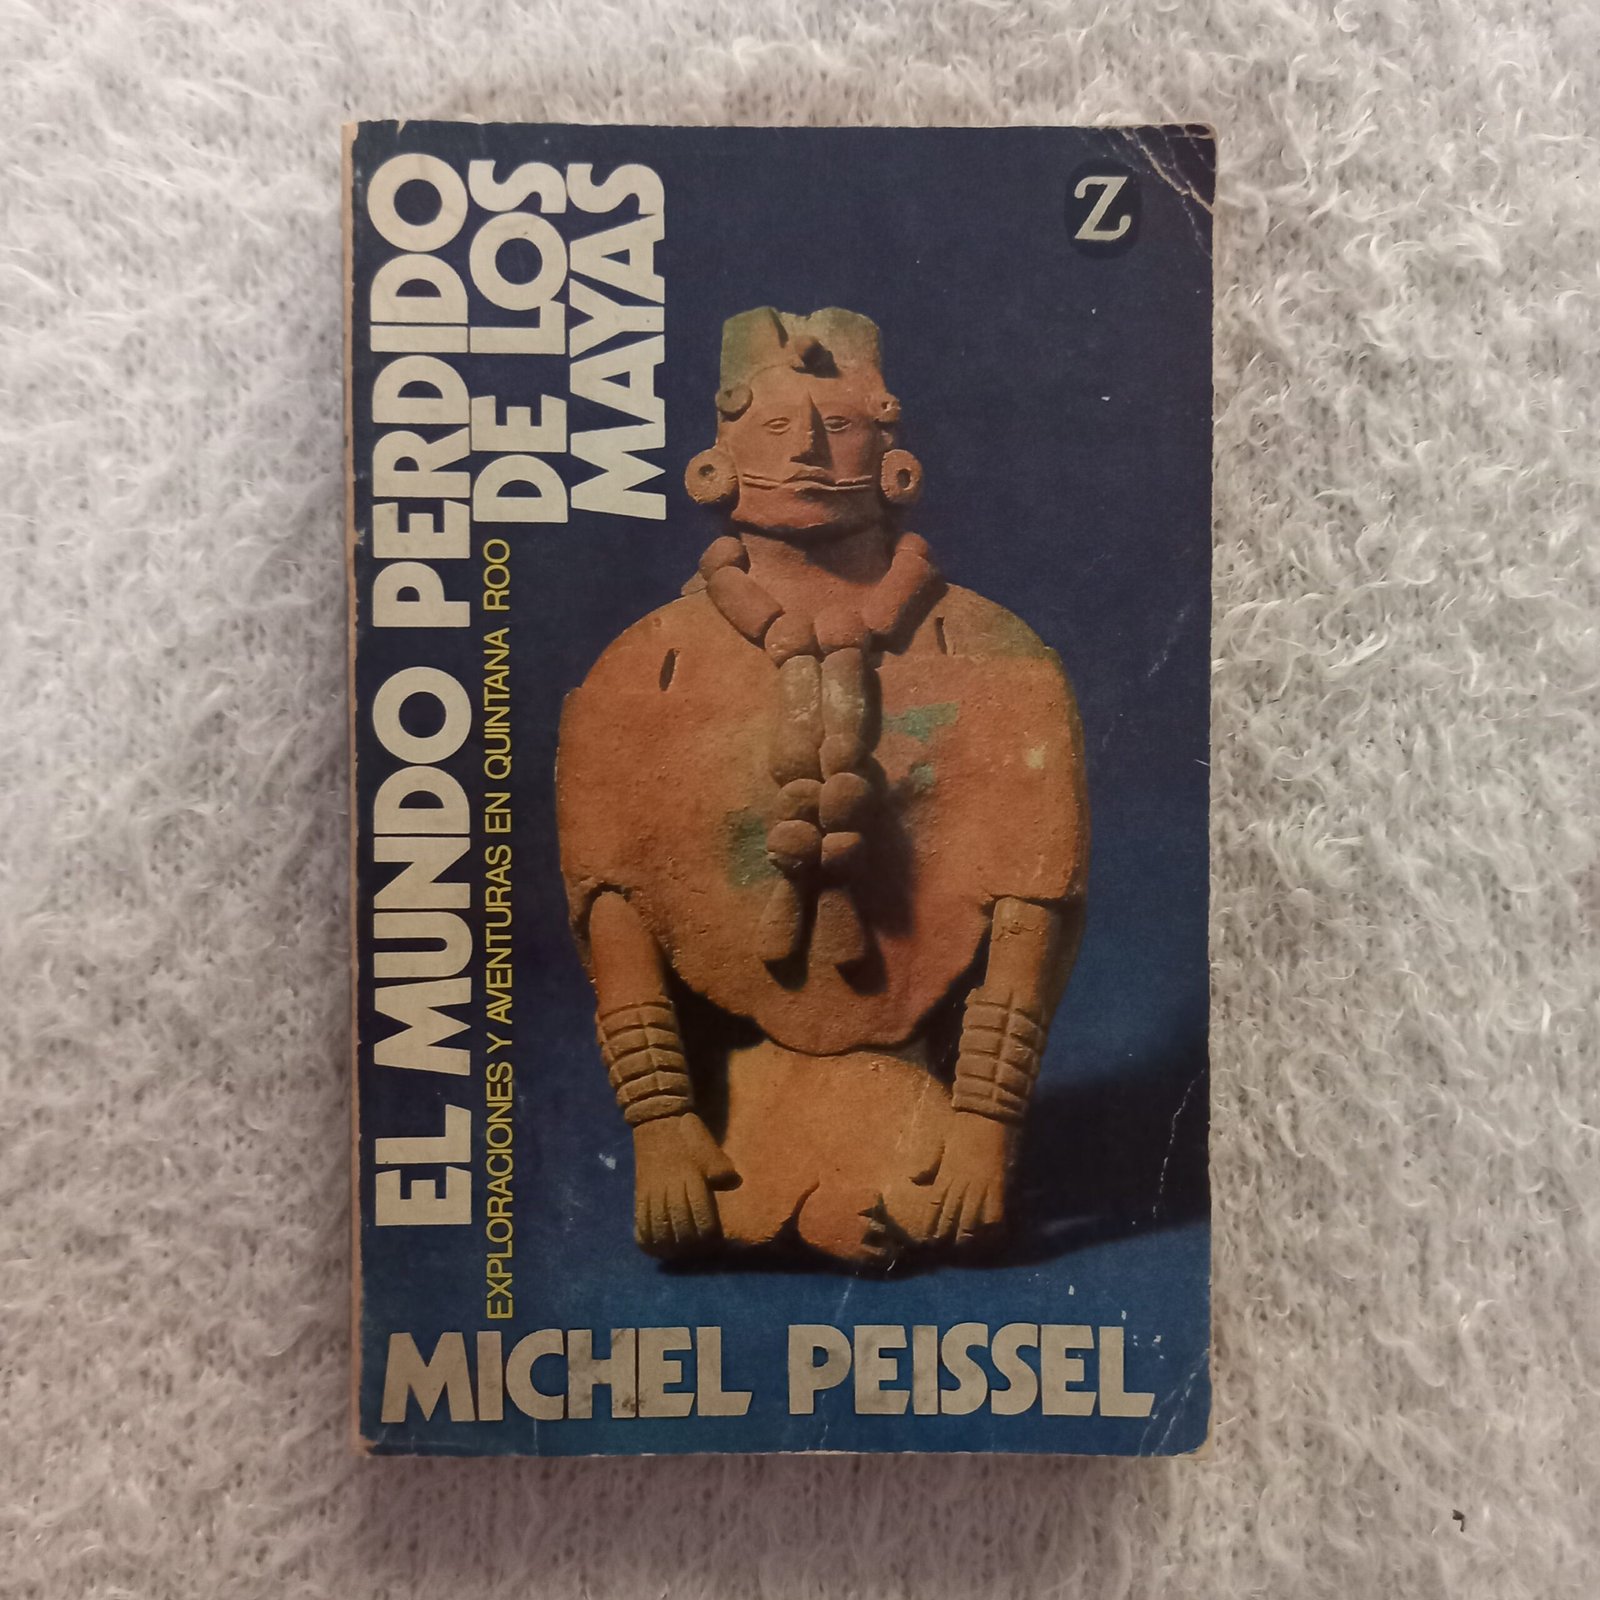 EL MUNDO PERDIDO
DE LOS
MAYAS
EXPLORACIONES Y AVENTURAS EN QUINTANA ROO
Z
MICHEL PEISSEL